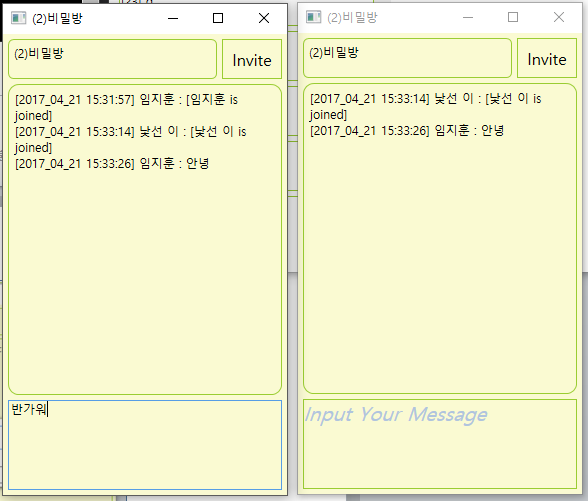 (2)비밀방
(2)비밀방
Invite
[2017_04_21 15:31:57] 임지훈 : [임지훈 is
joined]
[2017_04_21 15:33:14] 낯선 이 : [낯선 이 is
joined]
[2017_04_21 15:33:26] 임지훈 : 안녕
반가워
(2)비밀방
(2)비밀방
Invite
[2017_04_21 15:33:14] 낯선 이 : [낯선 이 is
joined]
[2017_04_21 15:33:26] 임지훈 : 안녕
Input Your Message